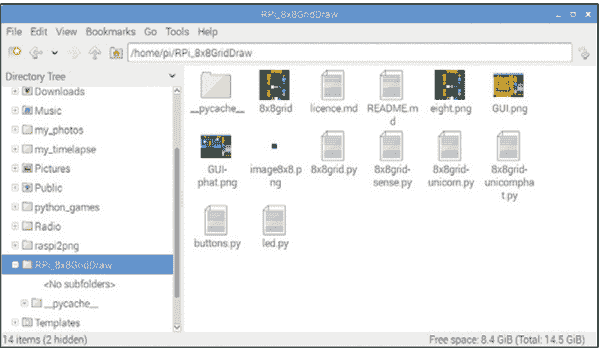 RPi_8x8GridDraw
File Edit View Bookmarks Go Tools Help
/home/pi/RPi_8x8GridDraw
Directory Tree
Downloads
Music
my_photos
my_timelapse
Pictures
Public
python_games
Radio
raspi2png
RPi_8x8GridDraw
<No subfolders>
__pycache__
Templates
__pycache__
8x8grid
licence.md
README.m
d
eight.png
GUI.png
GUI-
phat.png
image8x8.p
ng
8x8grid.py
8x8grid-
sense.py
8x8grid-
unicorn.py
8x8grid-
unicornpha
t.py
buttons.py
led.py
14 items (2 hidden)
Free space: 8.4 GiB (Total: 14.5 GiB)